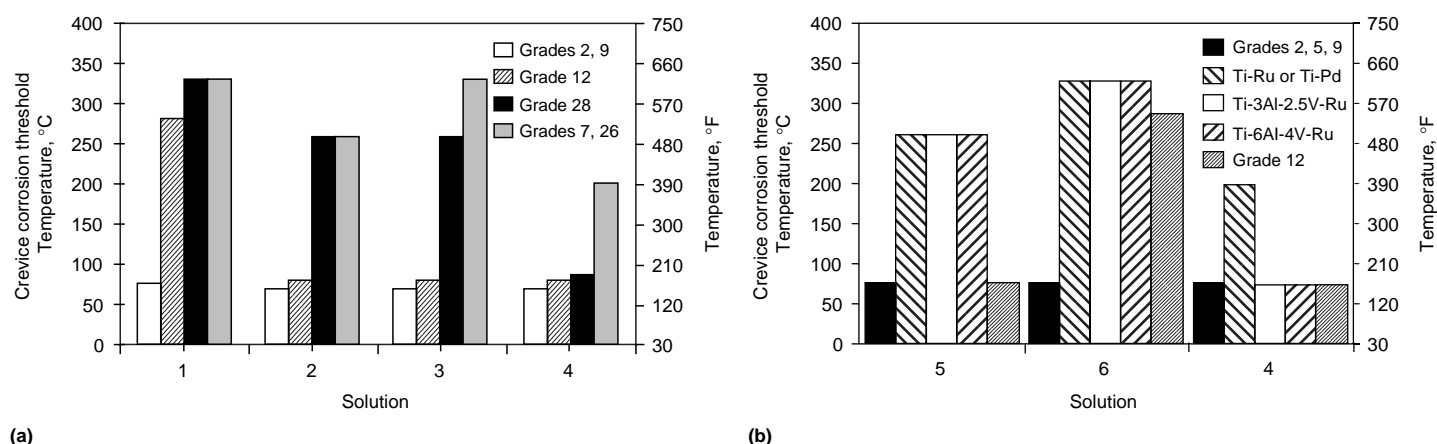 400
350
300
250
200
150
100
50
0
Crevice corrosion threshold
Temperature, °C
750
660
570
480
390
300
210
120
30
Temperature, °F
Grades 2, 9
Grade 12
Grade 28
Grades 7, 26
1 2 3 4
Solution
(a)
400
350
300
250
200
150
100
50
0
Crevice corrosion threshold
Temperature, °C
750
660
570
480
390
300
210
120
30
Temperature, °F
Grades 2, 5, 9
Ti-Ru or Ti-Pd
Ti-3Al-2.5V-Ru
Ti-6Al-4V-Ru
Grade 12
5 6 4
Solution
(b)